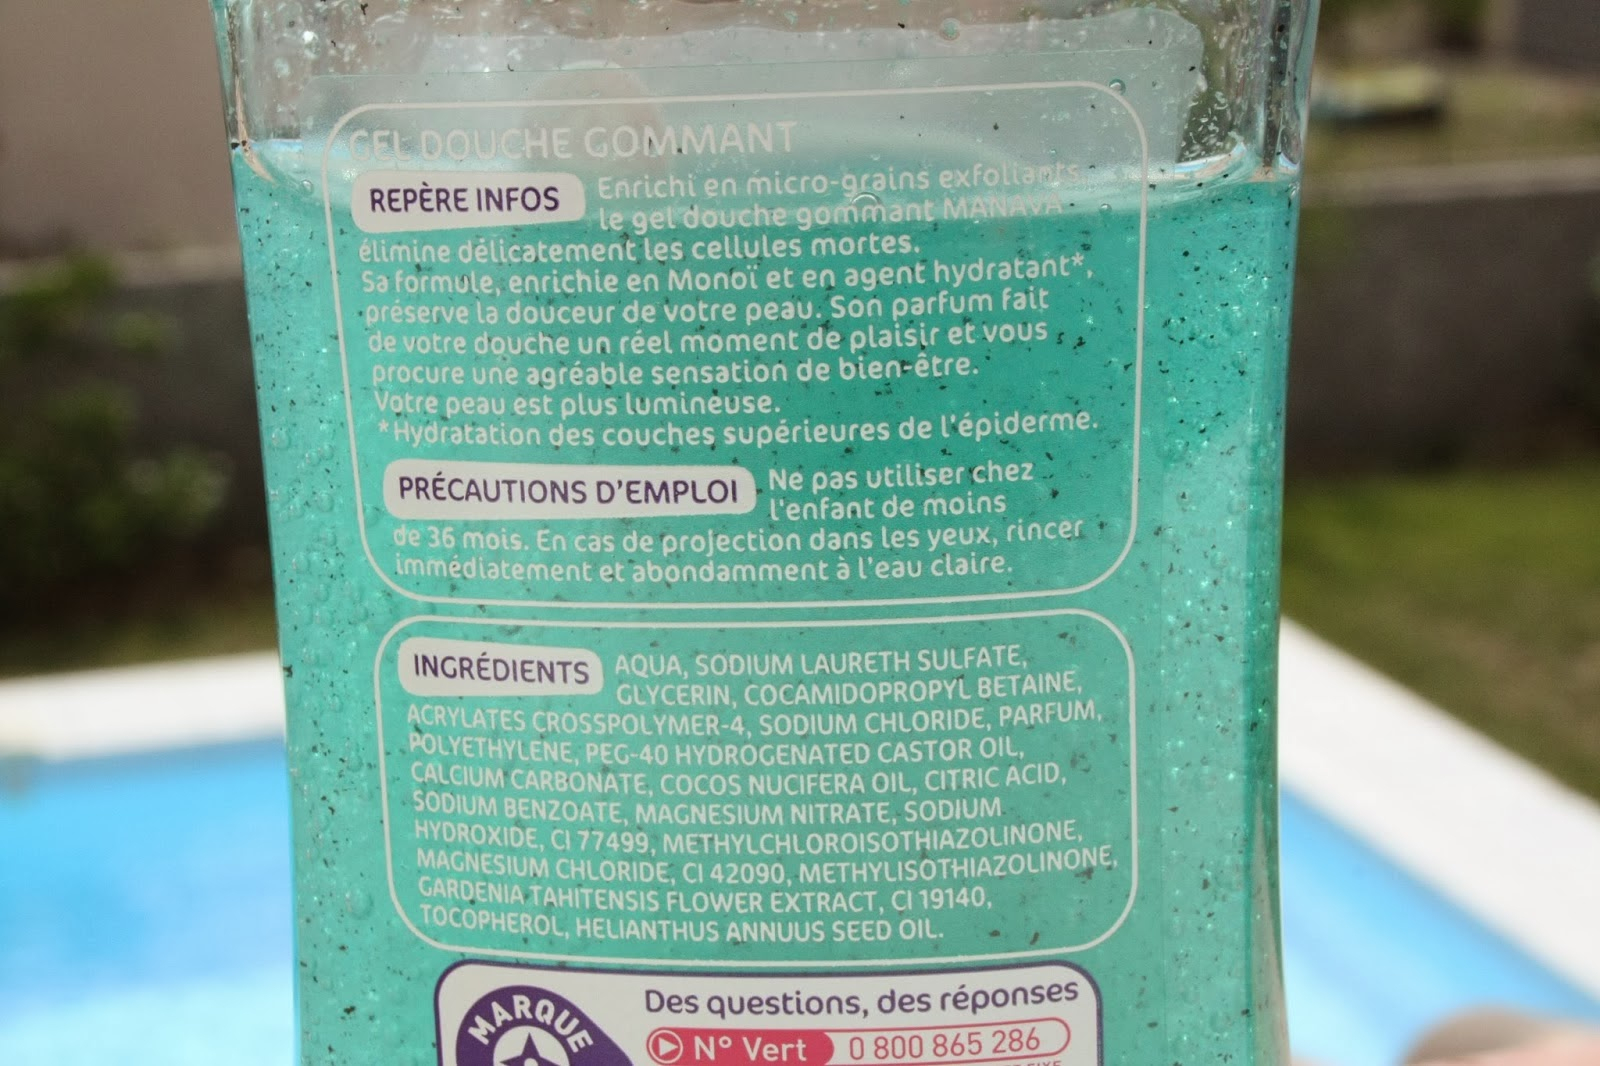 GEL DOUCHE GOMMANT
REPÈRE INFOS Enrichi en micro-grains exfoliants,
le gel douche gommant MANAVA
élimine délicatement les cellules mortes.
Sa formule, enrichie en Monoï et en agent hydratant*,
préserve la douceur de votre peau. Son parfum fait
de votre douche un réel moment de plaisir et vous
procure une agréable sensation de bien-être.
Votre peau est plus lumineuse.
*Hydratation des couches supérieures de l'épiderme.
PRÉCAUTIONS D'EMPLOI Ne pas utiliser chez
l'enfant de moins
de 36 mois. En cas de projection dans les yeux, rincer
immédiatement et abondamment à l'eau claire.
INGRÉDIENTS AQUA, SODIUM LAURETH SULFATE,
GLYCERIN, COCAMIDOPROPYL BETAINE,
ACRYLATES CROSSPOLYMER-4, SODIUM CHLORIDE, PARFUM,
POLYETHYLENE, PEG-40 HYDROGENATED CASTOR OIL,
CALCIUM CARBONATE, COCOS NUCIFERA OIL, CITRIC ACID,
SODIUM BENZOATE, MAGNESIUM NITRATE, SODIUM
HYDROXIDE, CI 77499, METHYLCHLOROISOTHIAZOLINONE,
MAGNESIUM CHLORIDE, CI 42090, METHYLISOTHIAZOLINONE,
GARDENIA TAHITENSIS FLOWER EXTRACT, CI 19140,
TOCOPHEROL, HELIANTHUS ANNUUS SEED OIL.
MARQUE
Des questions, des réponses
N° Vert 0 800 865 286